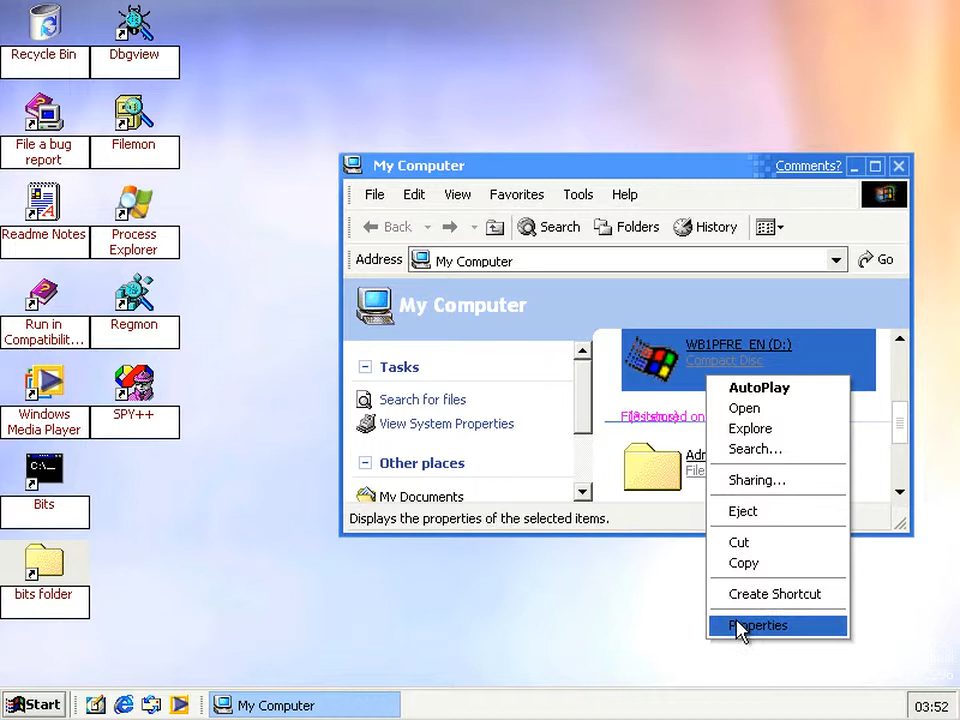 Recycle Bin
Dbgview
File a bug
report
Filemon
Readme Notes
Process
Explorer
Run in
Compatibilit...
Regmon
Windows
Media Player
SPY++
C:\_
Bits
bits folder
My Computer
Comments?
File
Edit
View
Favorites
Tools
Help
Back
Search
Folders
History
Address
My Computer
Go
My Computer
Tasks
Search for files
View System Properties
Other places
My Documents
WB1PFRE_EN (D:)
Compact Disc
stored on
Adm
File
AutoPlay
Open
Explore
Search...
Sharing...
Eject
Cut
Copy
Create Shortcut
Properties
Displays the properties of the selected items.
Start
My Computer
03:52